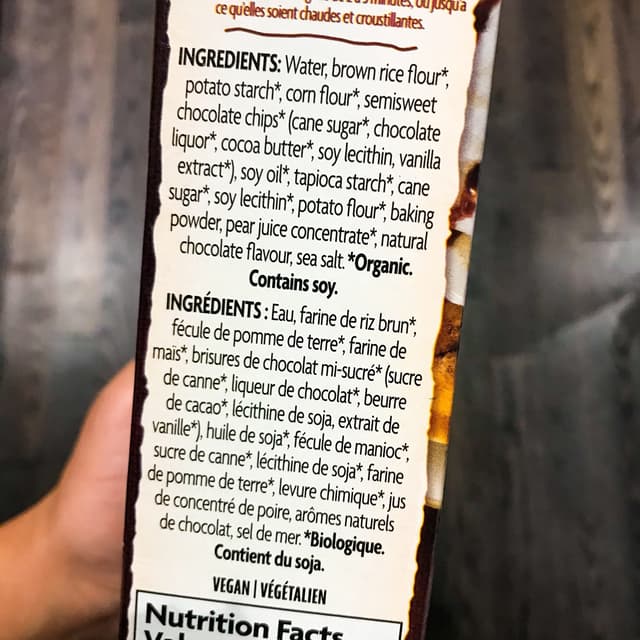 minutes, ou jusqu'à
ce qu'elles soient chaudes et croustillantes.
INGREDIENTS: Water, brown rice flour*,
potato starch*, corn flour*, semisweet
chocolate chips* (cane sugar*, chocolate
liquor*, cocoa butter*, soy lecithin, vanilla
extract*), soy oil*, tapioca starch*, cane
sugar*, soy lecithin*, potato flour*, baking
powder, pear juice concentrate*, natural
chocolate flavour, sea salt. *Organic.
Contains soy.
INGRÉDIENTS : Eau, farine de riz brun*,
fécule de pomme de terre*, farine de
maïs*, brisures de chocolat mi-sucré* (sucre
de canne*, liqueur de chocolat*, beurre
de cacao*, lécithine de soja, extrait de
vanille*), huile de soja*, fécule de manioc*,
sucre de canne*, lécithine de soja*, farine
de pomme de terre*, levure chimique*, jus
de concentré de poire, arômes naturels
de chocolat, sel de mer. *Biologique.
Contient du soja.
VEGAN | VÉGÉTALIEN
Nutrition Facts